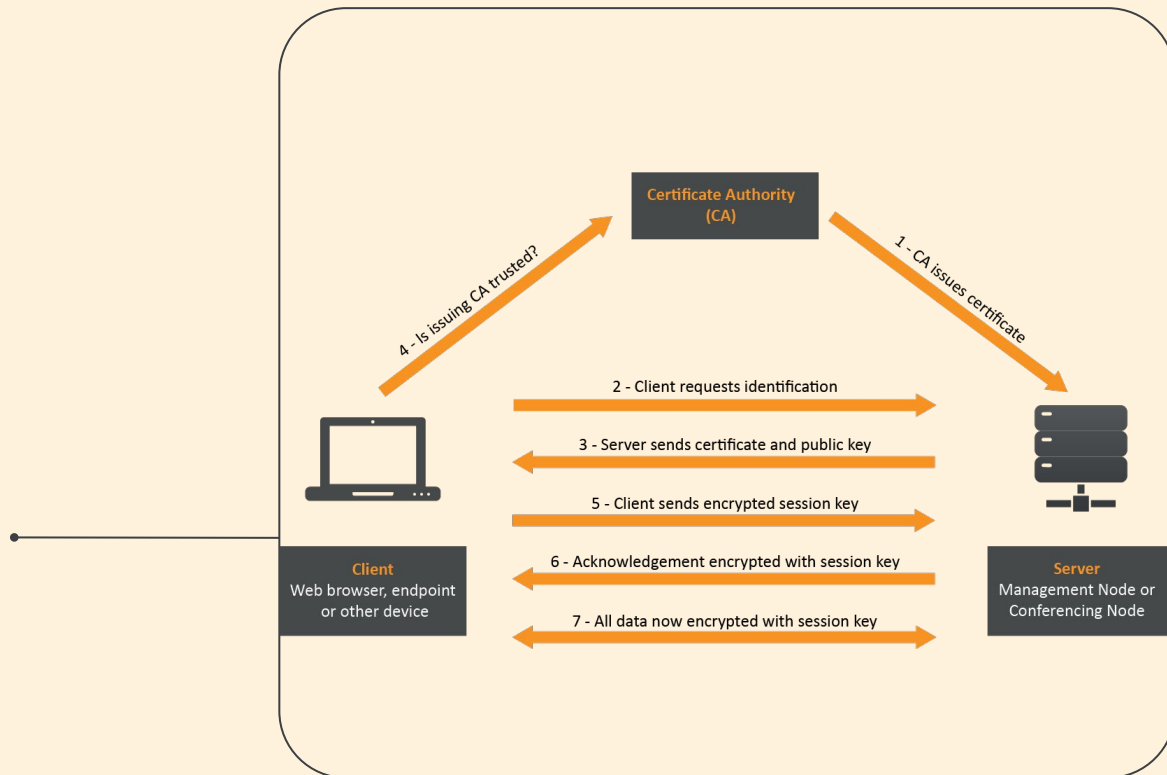 Certificate Authority
(CA)
4 - Is issuing CA trusted?
1 - CA issues certificate
2 - Client requests identification
3 - Server sends certificate and public key
5 - Client sends encrypted session key
6 - Acknowledgement encrypted with session key
7 - All data now encrypted with session key
Client
Web browser, endpoint
or other device
Server
Management Node or
Conferencing Node